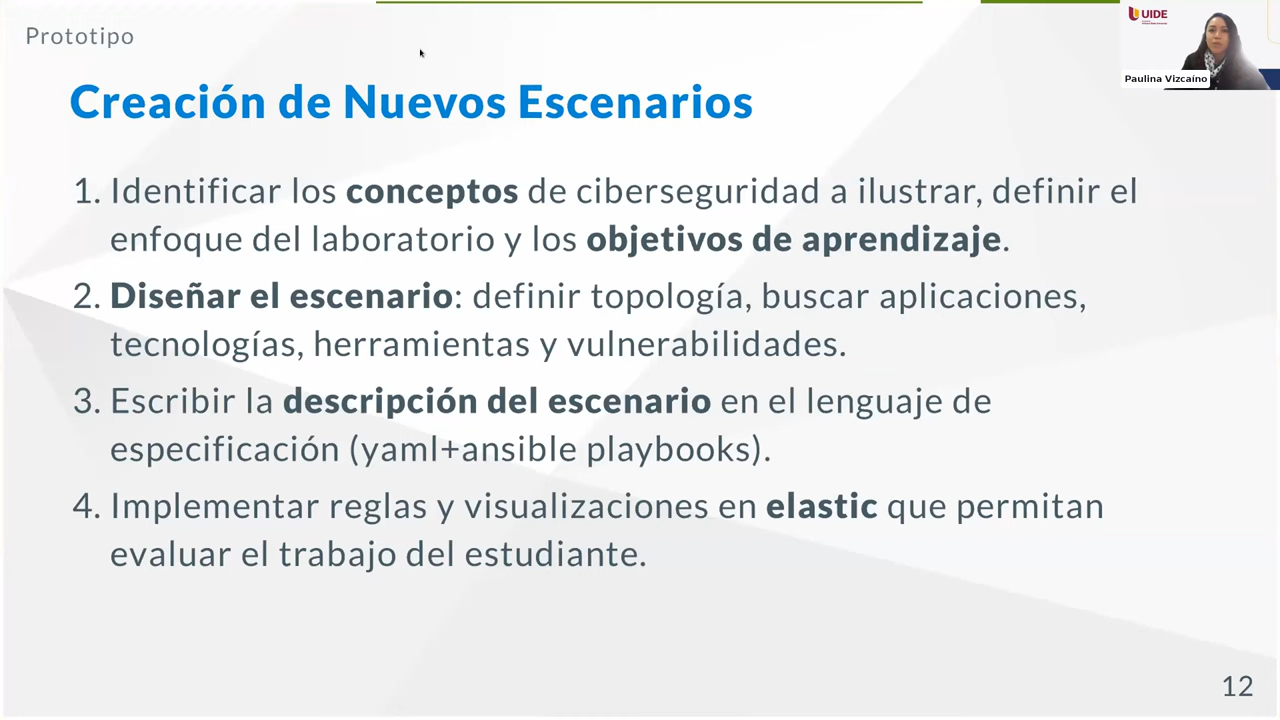 Prototipo
UIDE
Paulina Vizcaíno
Creación de Nuevos Escenarios
1. Identificar los conceptos de ciberseguridad a ilustrar, definir el
enfoque del laboratorio y los objetivos de aprendizaje.
2. Diseñar el escenario: definir topología, buscar aplicaciones,
tecnologías, herramientas y vulnerabilidades.
3. Escribir la descripción del escenario en el lenguaje de
especificación (yaml+ansible playbooks).
4. Implementar reglas y visualizaciones en elastic que permitan
evaluar el trabajo del estudiante.
12